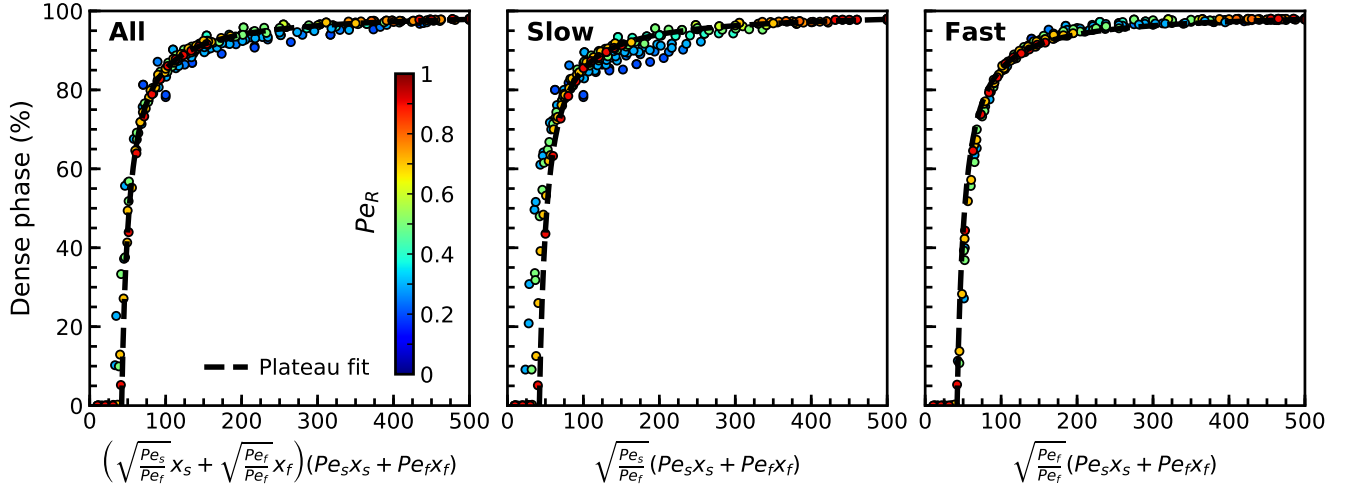 All
Slow
Fast
Dense phase (%)
100
80
60
40
20
0
Pe_R
1
0.8
0.6
0.4
0.2
0
Plateau fit
0 100 200 300 400 500
0 100 200 300 400 500
0 100 200 300 400 500
(√(Pe_s/Pe_f) x_s + √(Pe_f/Pe_f) x_f)(Pe_s x_s + Pe_f x_f)
√(Pe_s/Pe_f) (Pe_s x_s + Pe_f x_f)
√(Pe_f/Pe_f) (Pe_s x_s + Pe_f x_f)